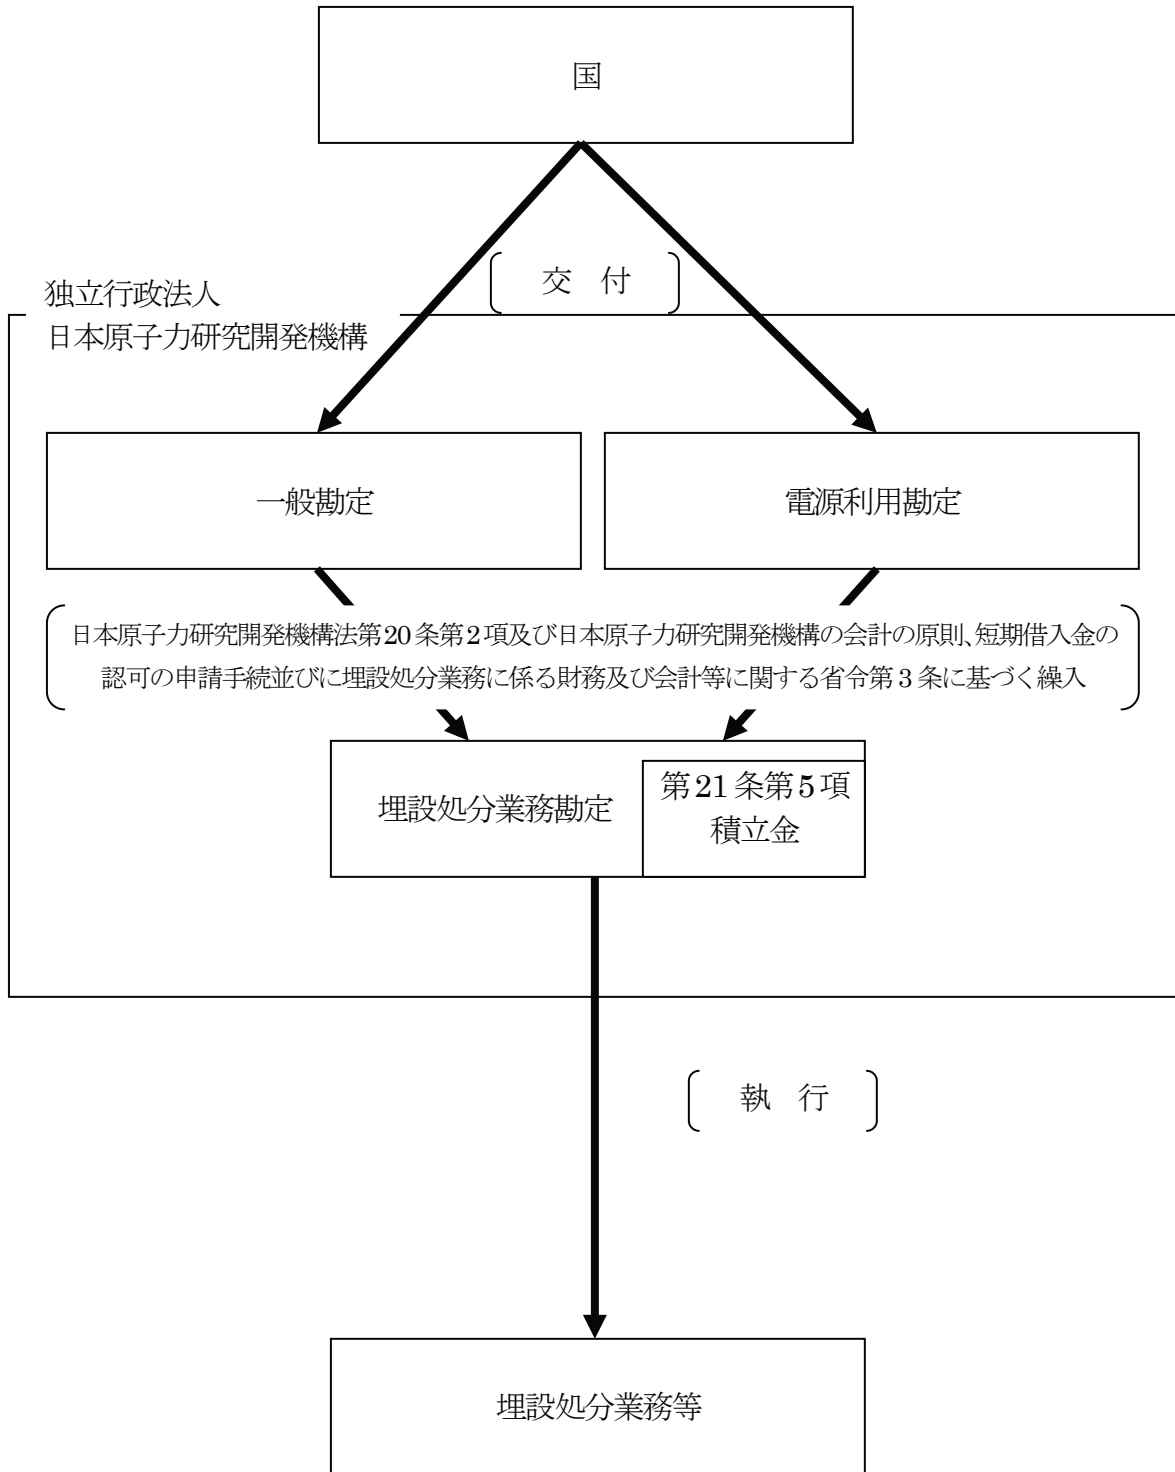 国
交 付
独立行政法人
日本原子力研究開発機構
一般勘定
電源利用勘定
日本原子力研究開発機構法第20条第2項及び日本原子力研究開発機構の会計の原則、短期借入金の
認可の申請手続並びに埋設処分業務に係る財務及び会計等に関する省令第3条に基づく繰入
埋設処分業務勘定
第21条第5項
積立金
執 行
埋設処分業務等